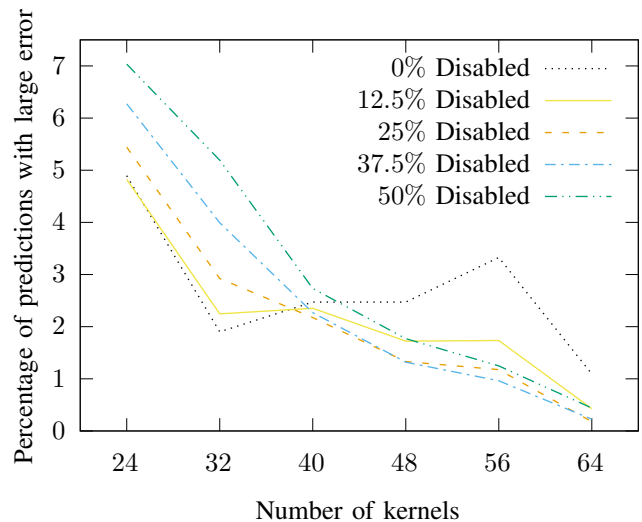 Percentage of predictions with large error
7
6
5
4
3
2
1
0
0% Disabled
12.5% Disabled
25% Disabled
37.5% Disabled
50% Disabled
24 32 40 48 56 64
Number of kernels